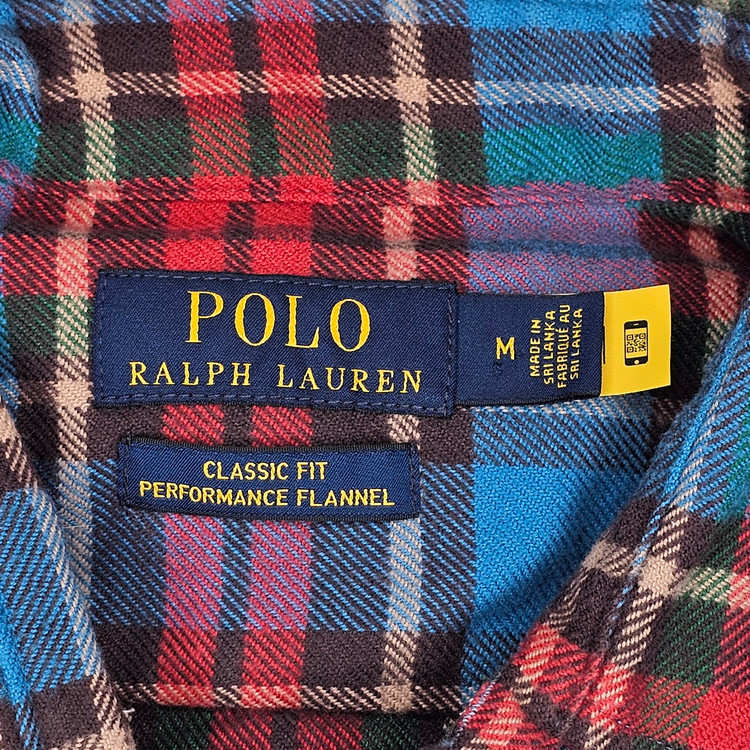 POLO
RALPH LAUREN
M
MADE IN
SRI LANKA
FABRIQUÉ AU
SRI LANKA
CLASSIC FIT
PERFORMANCE FLANNEL